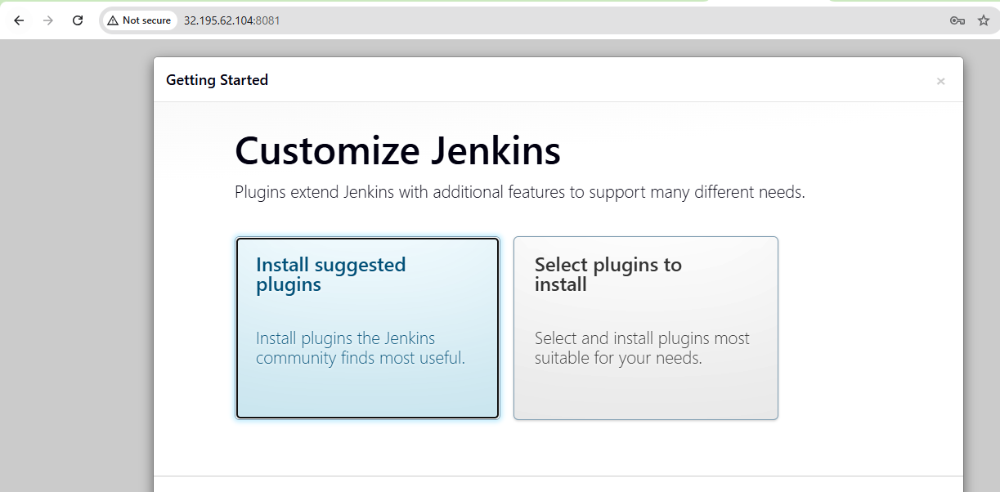 Not secure 32.195.62.104:8081
Getting Started ×
Customize Jenkins
Plugins extend Jenkins with additional features to support many different needs.
Install suggested
plugins
Install plugins the Jenkins
community finds most useful.
Select plugins to
install
Select and install plugins most
suitable for your needs.